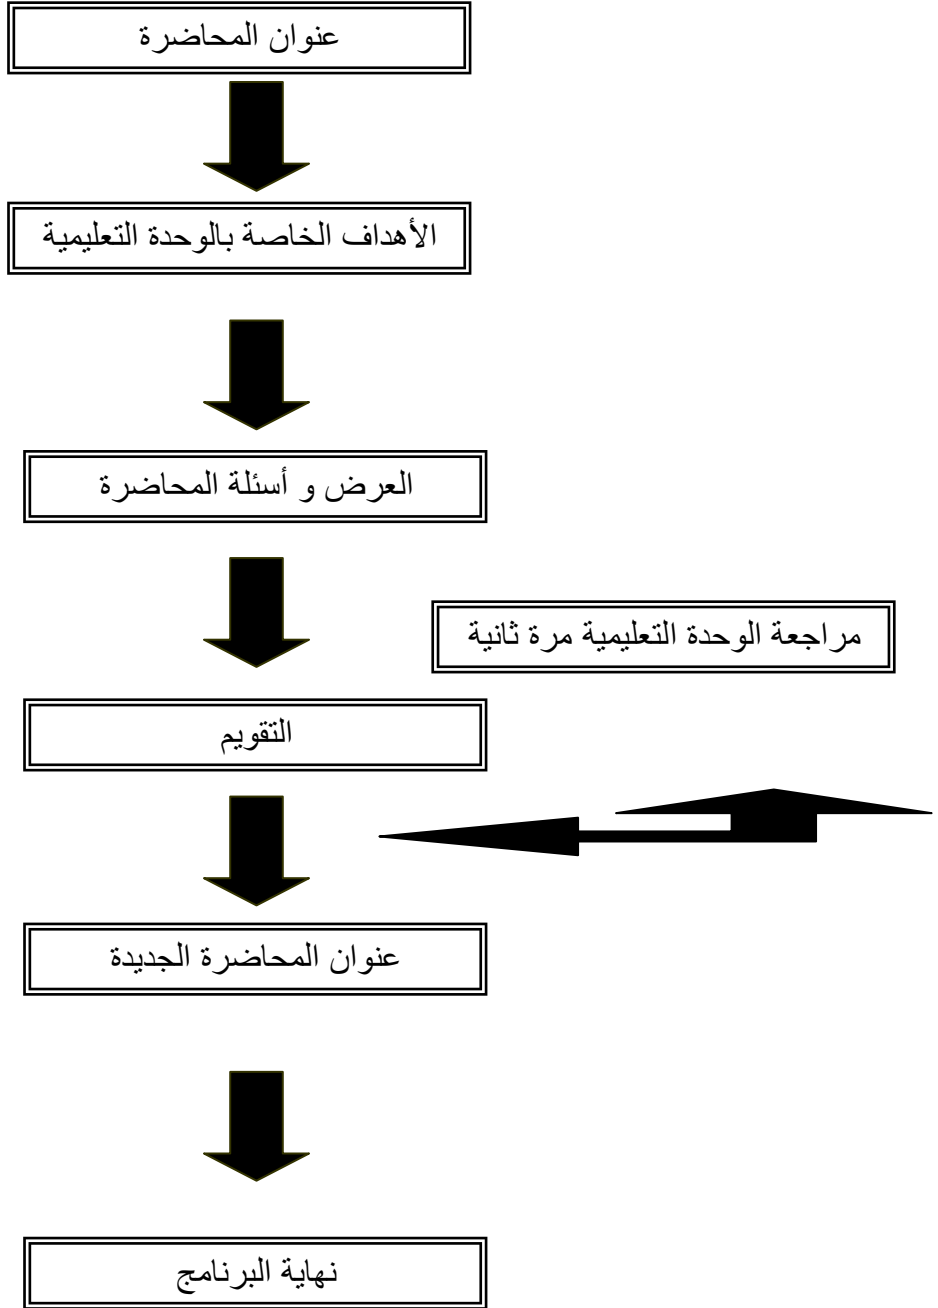 عنوان المحاضرة
الأهداف الخاصة بالوحدة التعليمية
العرض و أسئلة المحاضرة
مراجعة الوحدة التعليمية مرة ثانية
التقويم
عنوان المحاضرة الجديدة
نهاية البرنامج